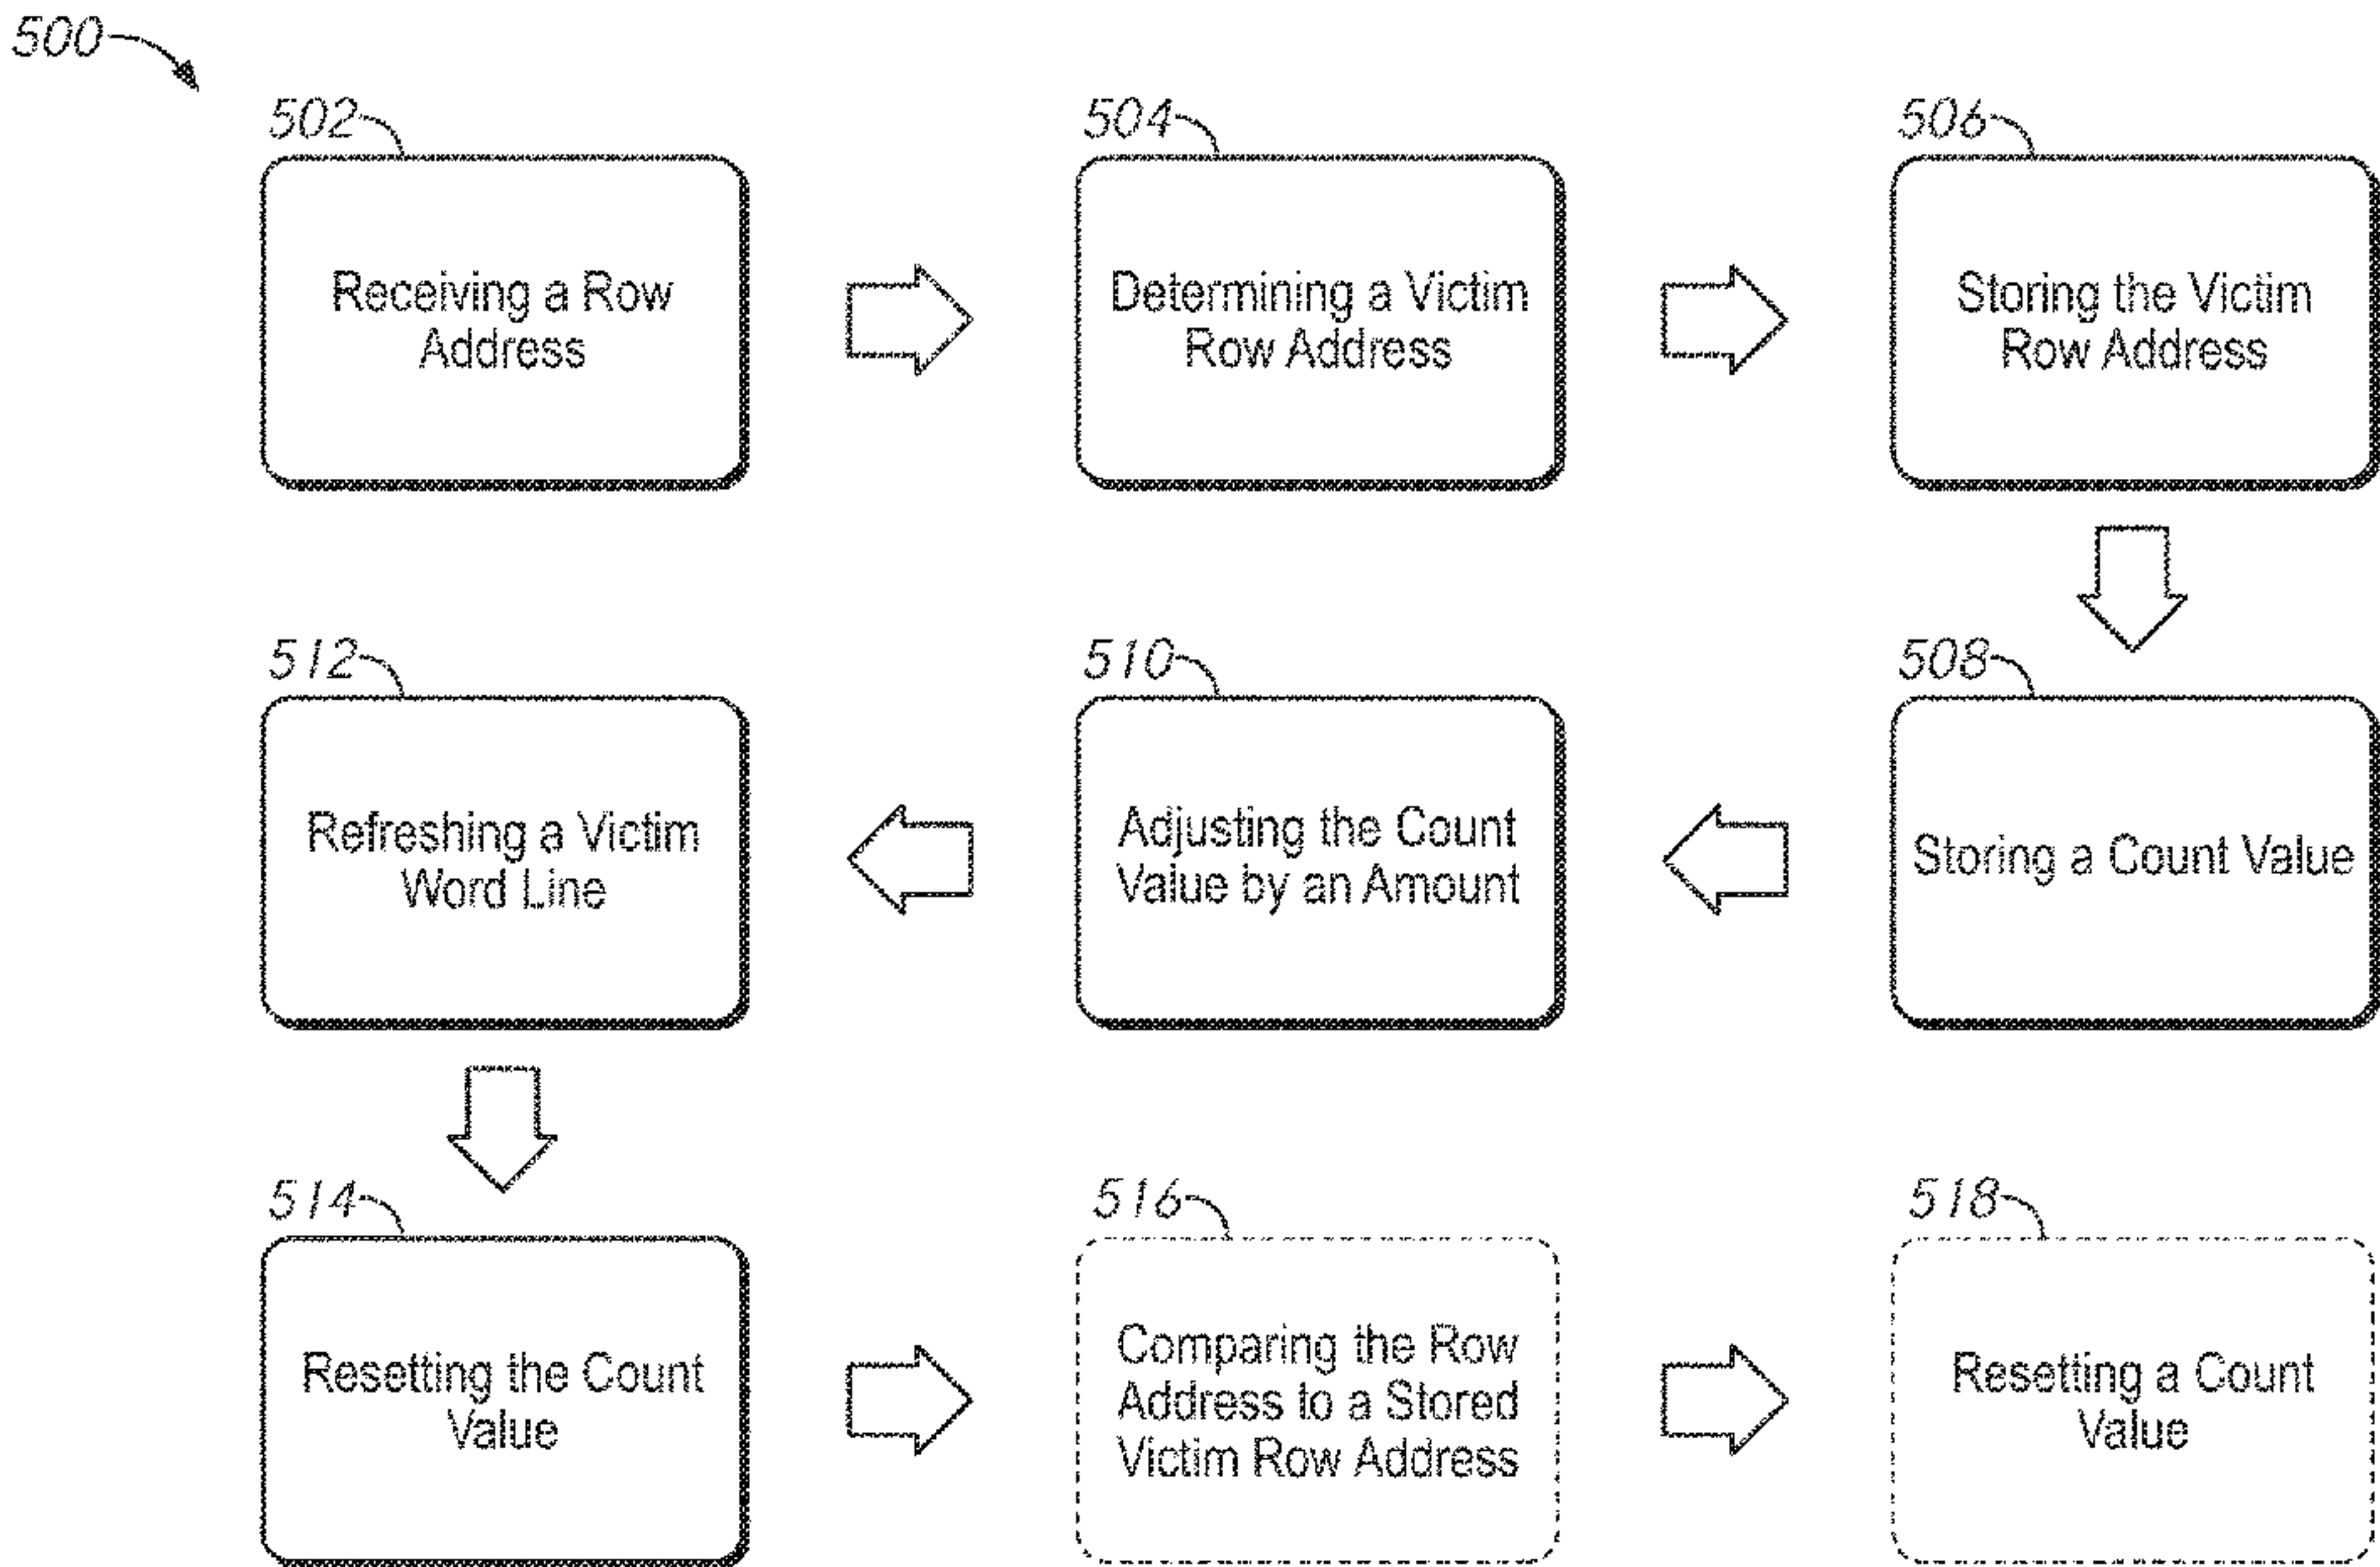 500
502
Receiving a Row
Address
504
Determining a Victim
Row Address
506
Storing the Victim
Row Address
508
Storing a Count Value
510
Adjusting the Count
Value by an Amount
512
Refreshing a Victim
Word Line
514
Resetting the Count
Value
516
Comparing the Row
Address to a Stored
Victim Row Address
518
Resetting a Count
Value